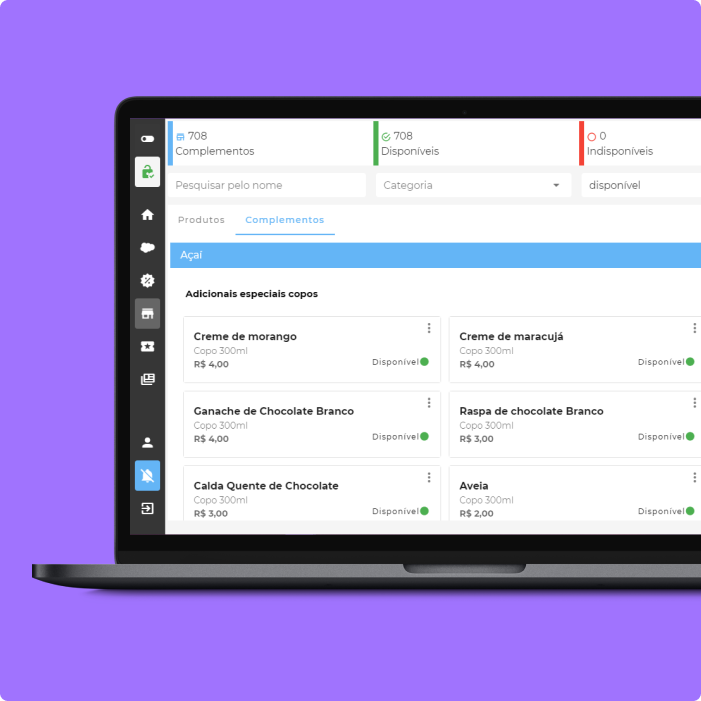 708
Complementos
708
Disponíveis
0
Indisponíveis
Pesquisar pelo nome
Categoria
disponível
Produtos
Complementos
Açaí
Adicionais especiais copos
Creme de morango
Copo 300ml
R$ 4,00
Disponível
Creme de maracujá
Copo 300ml
R$ 4,00
Disponível
Ganache de Chocolate Branco
Copo 300ml
R$ 4,00
Disponível
Raspa de chocolate Branco
Copo 300ml
R$ 3,00
Disponível
Calda Quente de Chocolate
Copo 300ml
R$ 3,00
Disponível
Aveia
Copo 300ml
R$ 2,00
Disponível